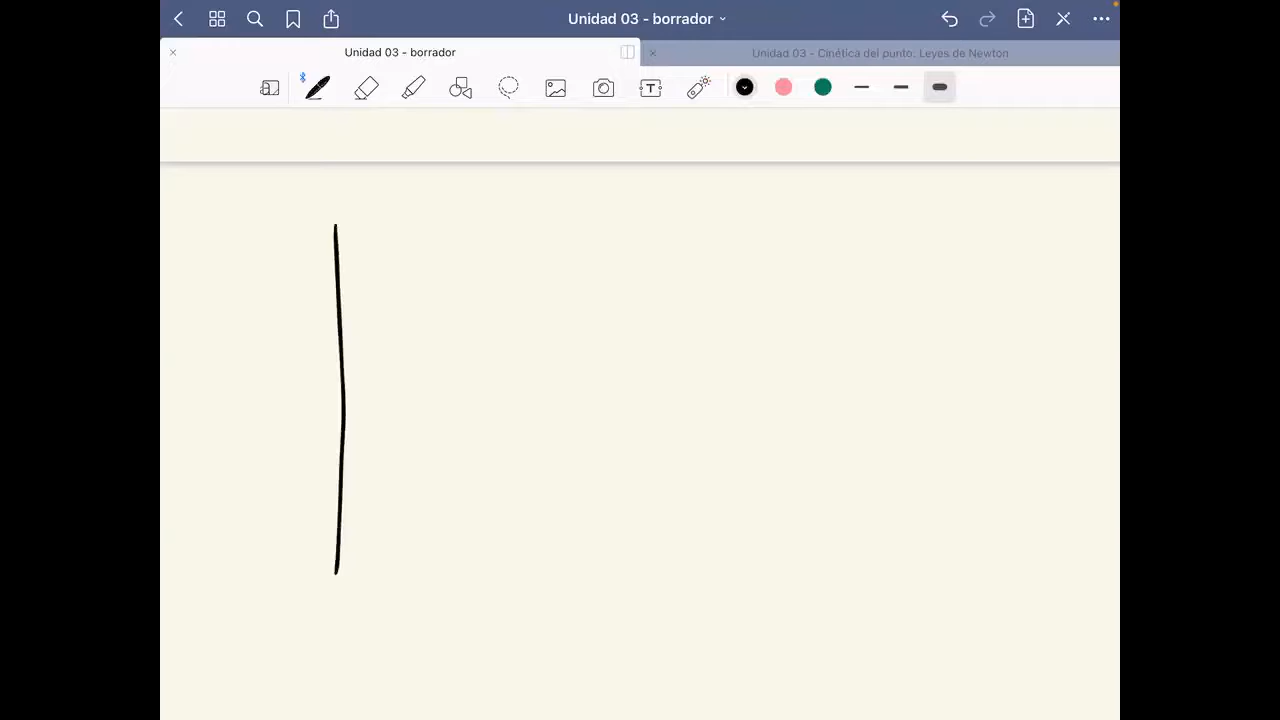 Unidad 03 - borrador
Unidad 03 - borrador
Unidad 03 - Cinética del punto: Leyes de Newton
T